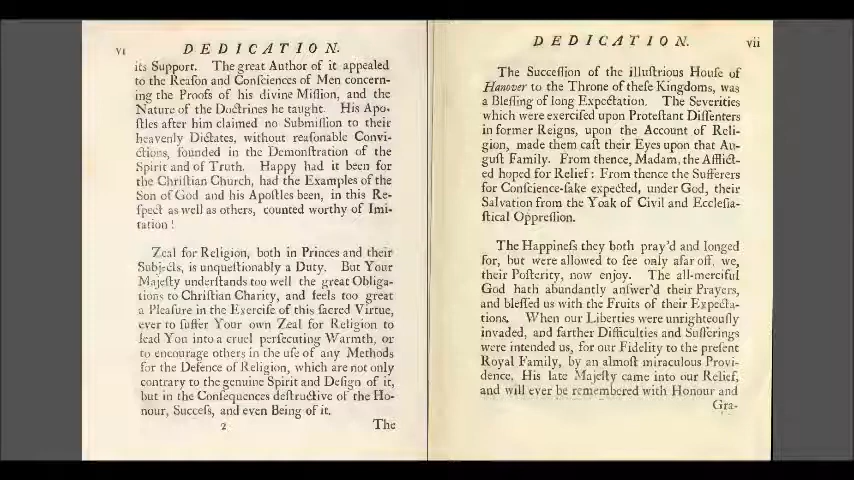 vi DEDICATION.
its Support. The great Author of it appealed
to the Reaſon and Conſciences of Men concern-
ing the Proofs of his divine Miſſion, and the
Nature of the Doctrines he taught. His Apo-
ſtles after him claimed no Submiſſion to their
heavenly Dictates, without reaſonable Convi-
ctions, founded in the Demonſtration of the
Spirit and of Truth. Happy had it been for
the Chriſtian Church, had the Examples of the
Son of God and his Apoſtles been, in this Re-
ſpect as well as others, counted worthy of Imi-
tation!
Zeal for Religion, both in Princes and their
Subjects, is unqueſtionably a Duty. But Your
Majeſty underſtands too well the great Obliga-
tions to Chriſtian Charity, and feels too great
a Pleaſure in the Exerciſe of this ſacred Virtue,
ever to ſuffer Your own Zeal for Religion to
lead You into a cruel perſecuting Warmth, or
to encourage others in the uſe of any Methods
for the Defence of Religion, which are not only
contrary to the genuine Spirit and Deſign of it,
but in the Conſequences deſtructive of the Ho-
nour, Succeſs, and even Being of it.
2 The
DEDICATION. vii
The Succeſſion of the illuſtrious Houſe of
Hanover to the Throne of theſe Kingdoms, was
a Bleſſing of long Expectation. The Severities
which were exerciſed upon Proteſtant Diſſenters
in former Reigns, upon the Account of Reli-
gion, made them caſt their Eyes upon that Au-
guſt Family. From thence, Madam, the Afflict-
ed hoped for Relief: From thence the Sufferers
for Conſcience-ſake expected, under God, their
Salvation from the Yoak of Civil and Eccleſia-
ſtical Oppreſſion.
The Happineſs they both pray'd and longed
for, but were allowed to ſee only afar off, we,
their Poſterity, now enjoy. The all-merciful
God hath abundantly anſwer'd their Prayers,
and bleſſed us with the Fruits of their Expecta-
tions. When our Liberties were unrighteouſly
invaded, and farther Difficulties and Sufferings
were intended us, for our Fidelity to the preſent
Royal Family, by an almoſt miraculous Provi-
dence, His late Majeſty came into our Relief,
and will ever be remembered with Honour and
Gra-